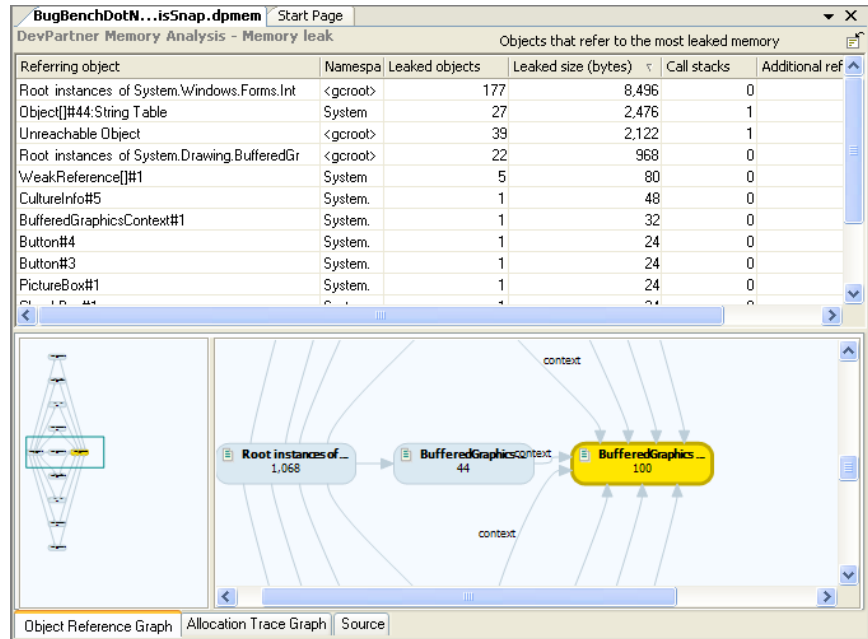 BugBenchDotN...isSnap.dpmem Start Page
DevPartner Memory Analysis - Memory leak
Objects that refer to the most leaked memory
Referring object Namespa Leaked objects Leaked size (bytes) Call stacks Additional ref
Root instances of System.Windows.Forms.Int <gcroot> 177 8,496 0
Object[]#44:String Table System 27 2,476 1
Unreachable Object <gcroot> 39 2,122 1
Root instances of System.Drawing.BufferedGr <gcroot> 22 968 0
WeakReference[]#1 System 5 80 0
CultureInfo#5 System. 1 48 0
BufferedGraphicsContext#1 System. 1 32 0
Button#4 System. 1 24 0
Button#3 System. 1 24 0
PictureBox#1 System. 1 24 0
context
Root instances of ... BufferedGraphics... context BufferedGraphics ...
1,068 44 100
context
Object Reference Graph Allocation Trace Graph Source